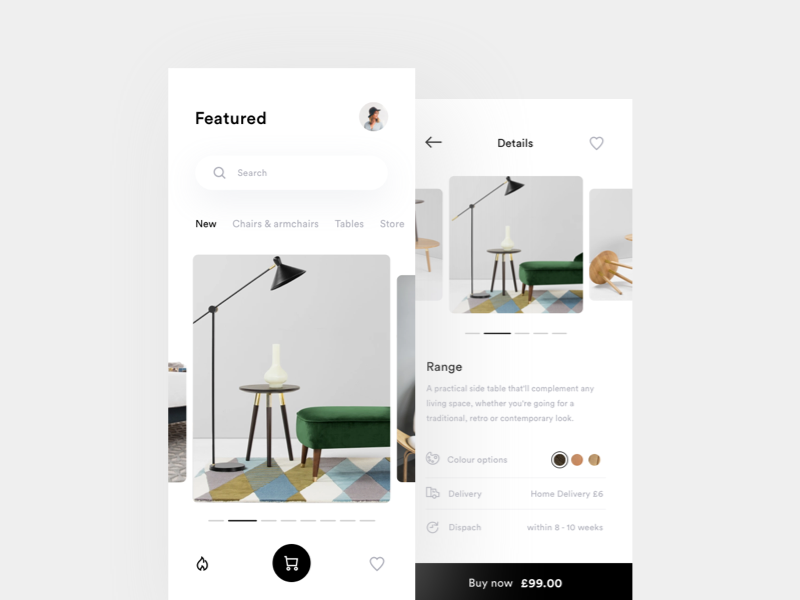 Featured
Search
New Chairs & armchairs Tables Store
Details
Range
A practical side table that'll complement any
living space, whether you're going for a
traditional, retro or contemporary look.
Colour options
Delivery Home Delivery £6
Dispach within 8 - 10 weeks
Buy now £99.00